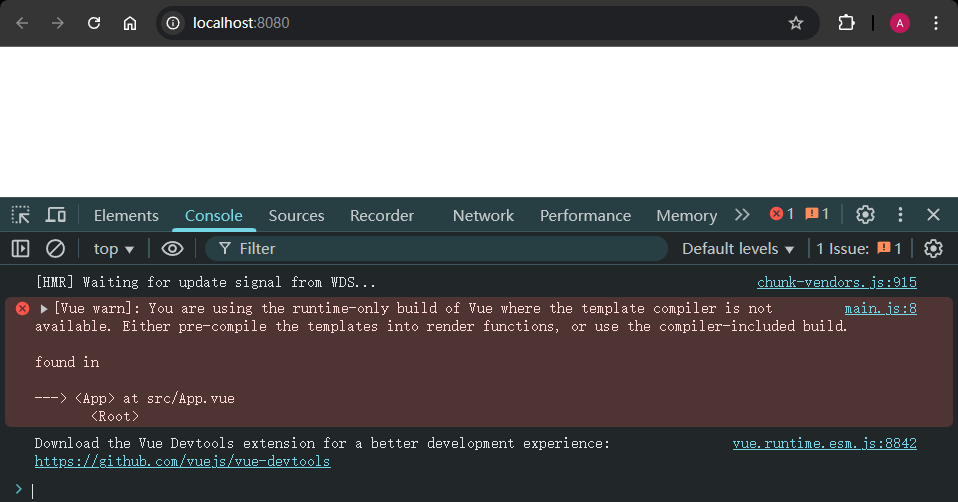 localhost:8080
A
Elements Console Sources Recorder Network Performance Memory 1 1
top Filter Default levels 1 Issue: 1
[HMR] Waiting for update signal from WDS... chunk-vendors.js:915
[Vue warn]: You are using the runtime-only build of Vue where the template compiler is not main.js:8
available. Either pre-compile the templates into render functions, or use the compiler-included build.
found in
---> <App> at src/App.vue
<Root>
Download the Vue Devtools extension for a better development experience: vue.runtime.esm.js:8842
https://github.com/vuejs/vue-devtools